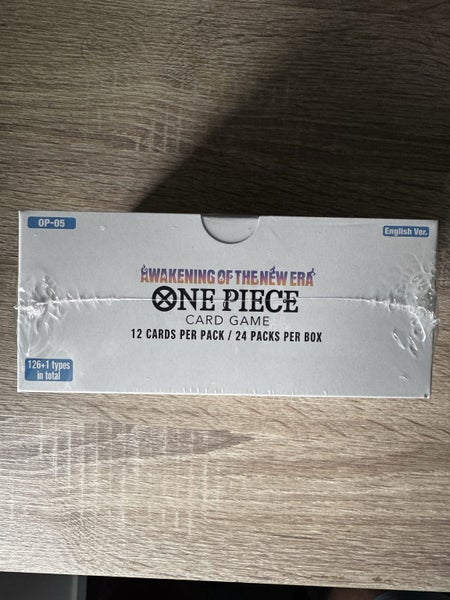 OP-05
English Ver.
AWAKENING OF THE NEW ERA
ONE PIECE
CARD GAME
12 CARDS PER PACK / 24 PACKS PER BOX
126+1 types
in total